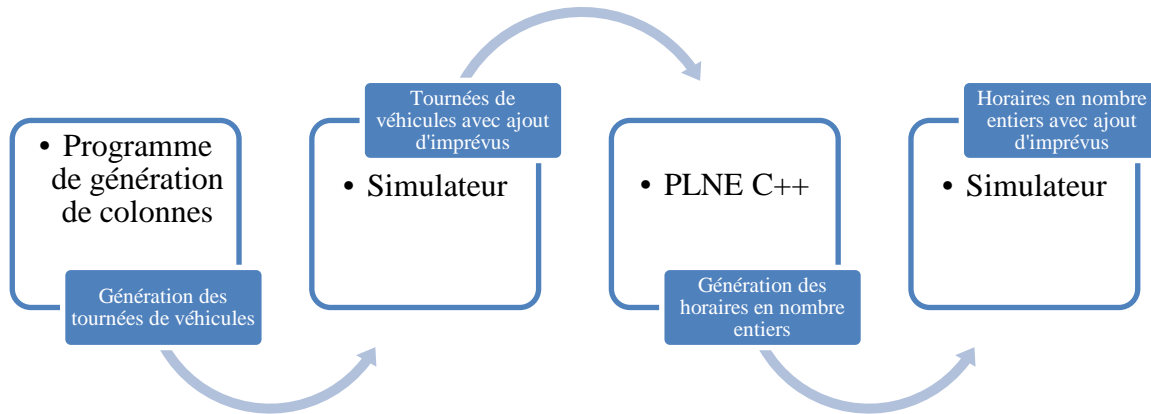 • Programme
de génération
de colonnes
Génération des
tournées de véhicules
Tournées de
véhicules avec ajout
d'imprévus
• Simulateur
• PLNE C++
Génération des
horaires en nombre
entiers
Horaires en nombre
entiers avec ajout
d'imprévus
• Simulateur